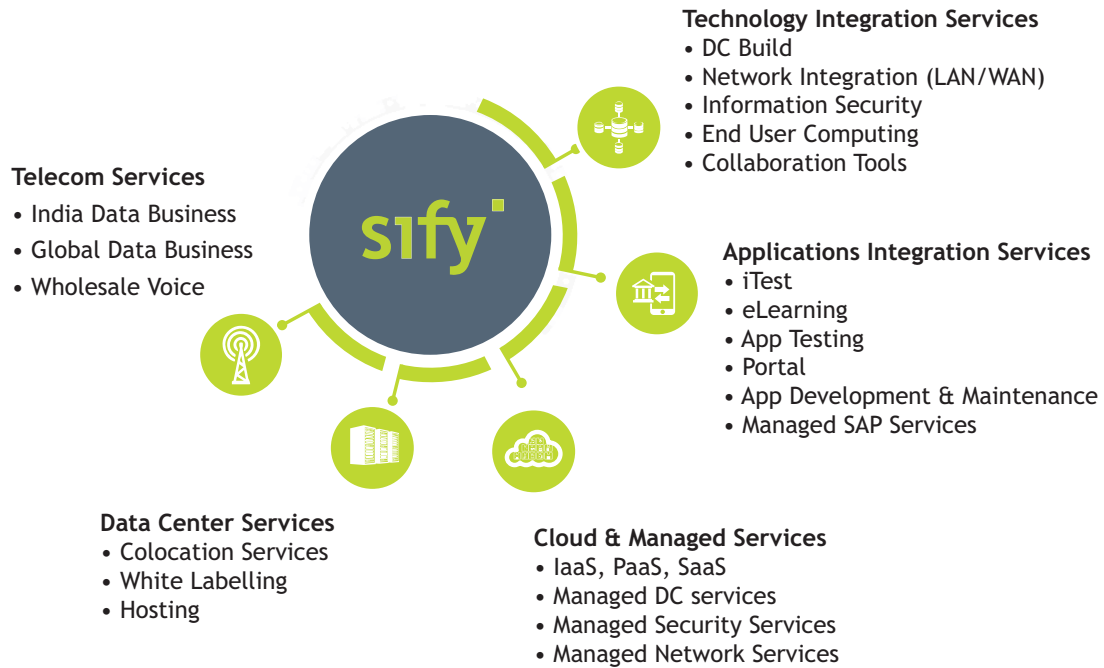 Technology Integration Services
• DC Build
• Network Integration (LAN/WAN)
• Information Security
• End User Computing
• Collaboration Tools
sify
Telecom Services
• India Data Business
• Global Data Business
• Wholesale Voice
Applications Integration Services
• iTest
• eLearning
• App Testing
• Portal
• App Development & Maintenance
• Managed SAP Services
Data Center Services
• Colocation Services
• White Labelling
• Hosting
Cloud & Managed Services
• IaaS, PaaS, SaaS
• Managed DC services
• Managed Security Services
• Managed Network Services